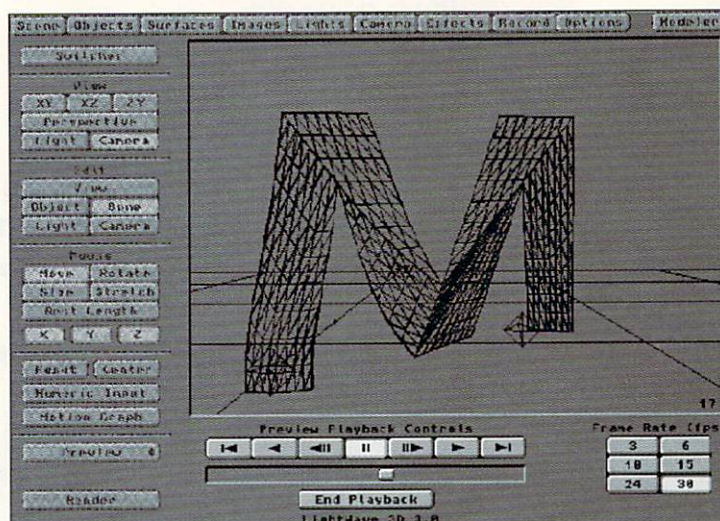 Scene Objects Surfaces Images Lights Camera Effects Record Options Modeler
Switcher
View
XY XZ ZY
Perspective
Light Camera
Edit
View
Object Bone
Light Camera
Mouse
Move Rotate
Size Stretch
Rest Length
X Y Z
Reset Center
Numeric Input
Motion Graph
Preview
Render
17
Preview Playback Controls
End Playback
LightWave 3D 3.0
Frame Rate (fps
3 6
10 15
24 30